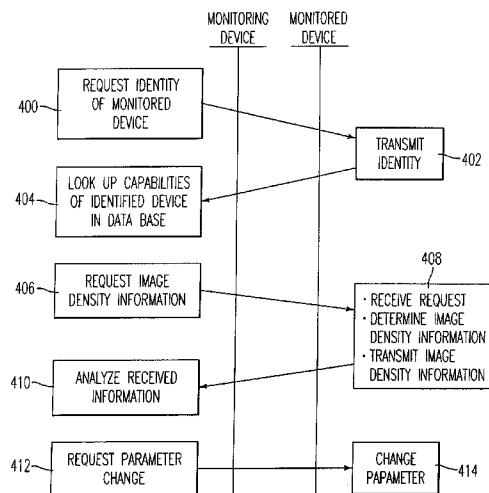 MONITORING
DEVICE
MONITORED
DEVICE
400
REQUEST IDENTITY
OF MONITORED
DEVICE
TRANSMIT
IDENTITY
402
404
LOOK UP CAPABILITIES
OF IDENTIFIED DEVICE
IN DATA BASE
406
REQUEST IMAGE
DENSITY INFORMATION
408
· RECEIVE REQUEST
· DETERMINE IMAGE
DENSITY INFORMATION
· TRANSMIT IMAGE
DENSITY INFORMATION
410
ANALYZE RECEIVED
INFORMATION
412
REQUEST PARAMETER
CHANGE
CHANGE
PAPAMETER
414